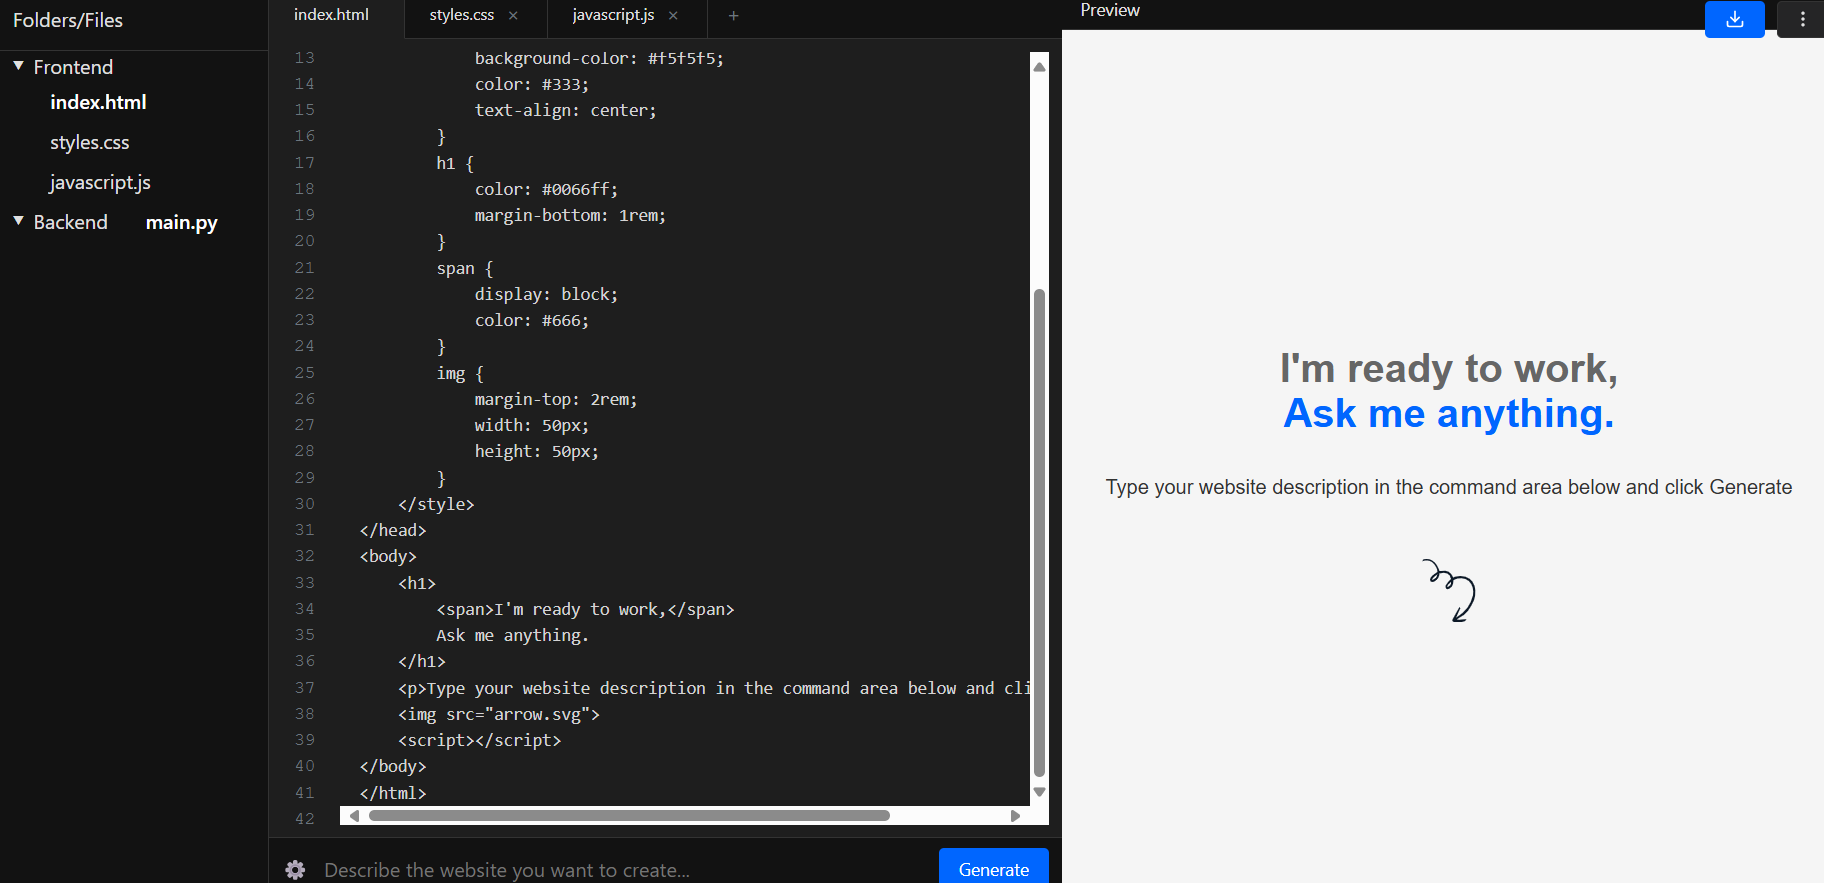 Folders/Files
Frontend
index.html
styles.css
javascript.js
Backend main.py
index.html
styles.css ×
javascript.js ×
+
13 background-color: #f5f5f5;
14 color: #333;
15 text-align: center;
16 }
17 h1 {
18 color: #0066ff;
19 margin-bottom: 1rem;
20 }
21 span {
22 display: block;
23 color: #666;
24 }
25 img {
26 margin-top: 2rem;
27 width: 50px;
28 height: 50px;
29 }
30 </style>
31 </head>
32 <body>
33 <h1>
34 <span>I'm ready to work,</span>
35 Ask me anything.
36 </h1>
37 <p>Type your website description in the command area below and cli
38 <img src="arrow.svg">
39 <script></script>
40 </body>
41 </html>
42
Describe the website you want to create...
Generate
Preview
I'm ready to work,
Ask me anything.
Type your website description in the command area below and click Generate